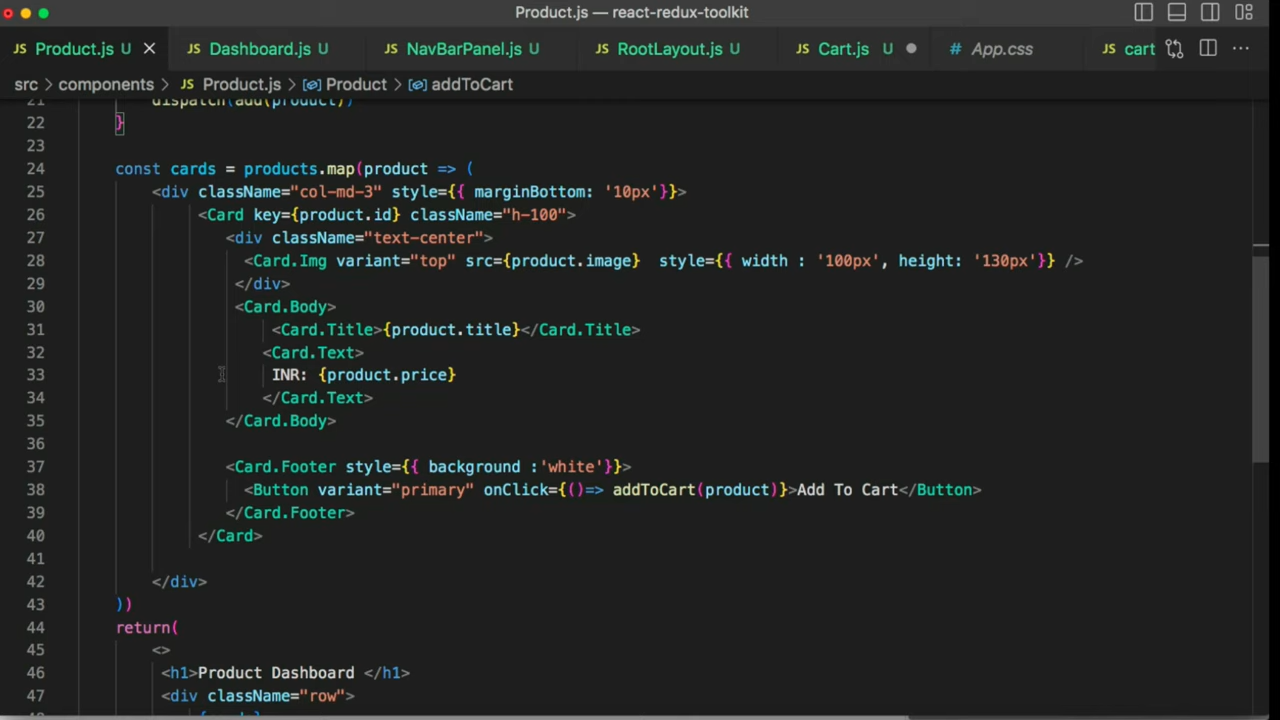 Product.js — react-redux-toolkit
JS Product.js U JS Dashboard.js U JS NavBarPanel.js U JS RootLayout.js U JS Cart.js U # App.css JS cart
src > components > JS Product.js > Product > addToCart
21 dispatch(add(product))
22 }
23
24 const cards = products.map(product => (
25 <div className="col-md-3" style={{ marginBottom: '10px'}}>
26 <Card key={product.id} className="h-100">
27 <div className="text-center">
28 <Card.Img variant="top" src={product.image} style={{ width : '100px', height: '130px'}} />
29 </div>
30 <Card.Body>
31 <Card.Title>{product.title}</Card.Title>
32 <Card.Text>
33 INR: {product.price}
34 </Card.Text>
35 </Card.Body>
36
37 <Card.Footer style={{ background :'white'}}>
38 <Button variant="primary" onClick={()=> addToCart(product)}>Add To Cart</Button>
39 </Card.Footer>
40 </Card>
41
42 </div>
43 ))
44 return(
45 <>
46 <h1>Product Dashboard </h1>
47 <div className="row">